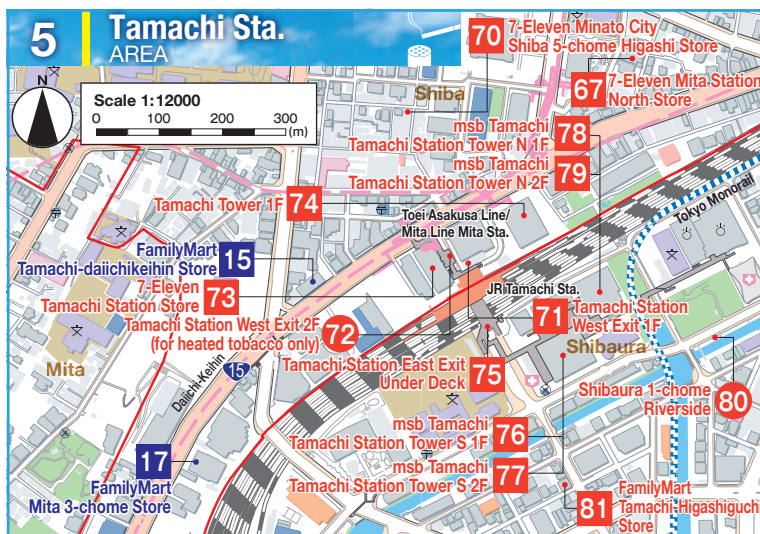 5
Tamachi Sta.
AREA
N
Scale 1:12000
0 100 200 300
(m)
70
7-Eleven Minato City
Shiba 5-chome Higashi Store
67
7-Eleven Mita Station
North Store
Shiba
msb Tamachi
Tamachi Station Tower N 1F
78
msb Tamachi
Tamachi Station Tower N 2F
79
Tamachi Tower 1F
74
Toei Asakusa Line/
Mita Line Mita Sta.
Tokyo Monorail
FamilyMart
Tamachi-daiichikeihin Store
15
7-Eleven
Tamachi Station Store
73
JR Tamachi Sta.
Tamachi Station West Exit 2F
(for heated tobacco only)
72
71
Tamachi Station
West Exit 1F
Mita
Shibaura
Tamachi Station East Exit
Under Deck
75
Daiichi-Keihin
15
Shibaura 1-chome
Riverside
80
msb Tamachi
Tamachi Station Tower S 1F
76
msb Tamachi
Tamachi Station Tower S 2F
77
17
FamilyMart
Mita 3-chome Store
81
FamilyMart
Tamachi-Higashiguchi
Store